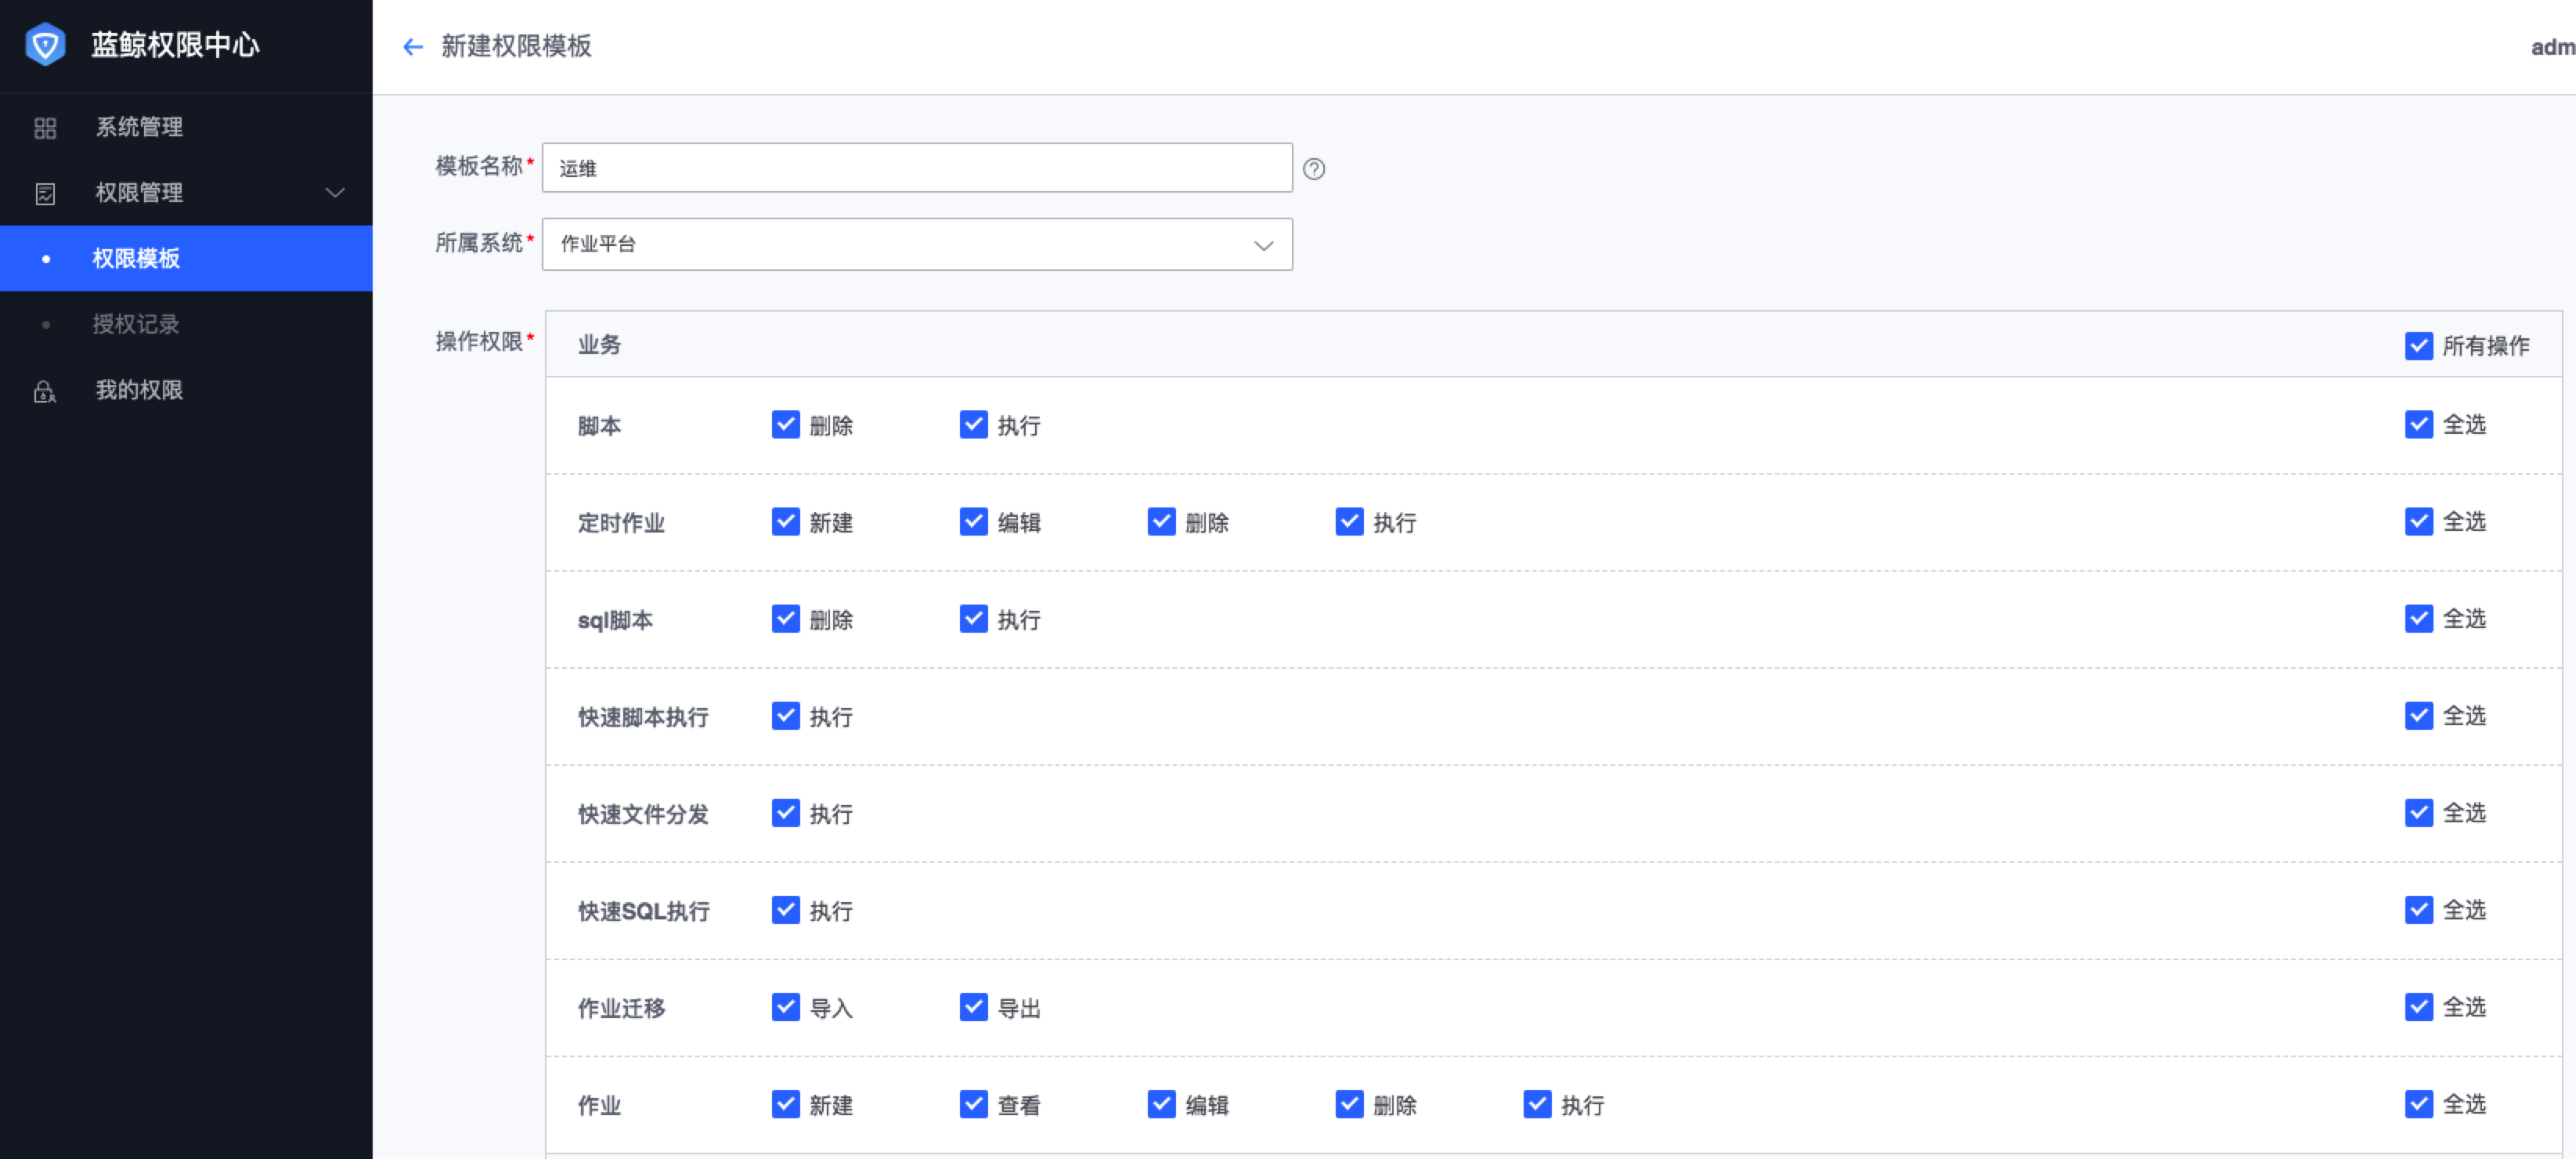 蓝鲸权限中心
系统管理
权限管理
权限模板
授权记录
我的权限
新建权限模板
adm
模板名称* 运维
所属系统* 作业平台
操作权限* 业务 所有操作
脚本 删除 执行 全选
定时作业 新建 编辑 删除 执行 全选
sql脚本 删除 执行 全选
快速脚本执行 执行 全选
快速文件分发 执行 全选
快速SQL执行 执行 全选
作业迁移 导入 导出 全选
作业 新建 查看 编辑 删除 执行 全选